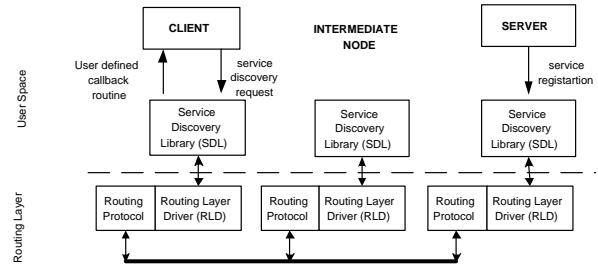 CLIENT
INTERMEDIATE
NODE
SERVER
User defined
callback
routine
service
discovery
request
service
registartion
User Space
Service
Discovery
Library (SDL)
Service
Discovery
Library (SDL)
Service
Discovery
Library (SDL)
Routing Layer
Routing
Protocol
Routing Layer
Driver (RLD)
Routing
Protocol
Routing Layer
Driver (RLD)
Routing
Protocol
Routing Layer
Driver (RLD)